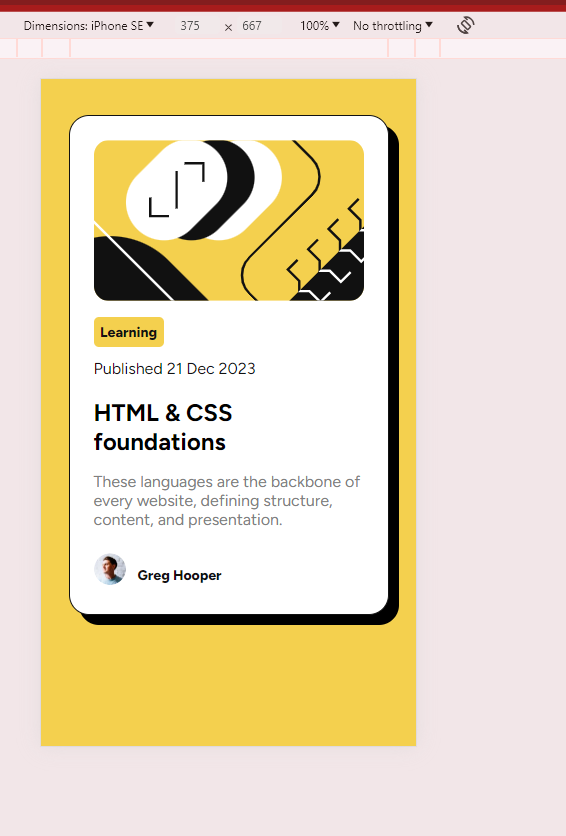 Dimensions: iPhone SE 375 × 667 100% No throttling
Learning
Published 21 Dec 2023
HTML & CSS
foundations
These languages are the backbone of
every website, defining structure,
content, and presentation.
Greg Hooper